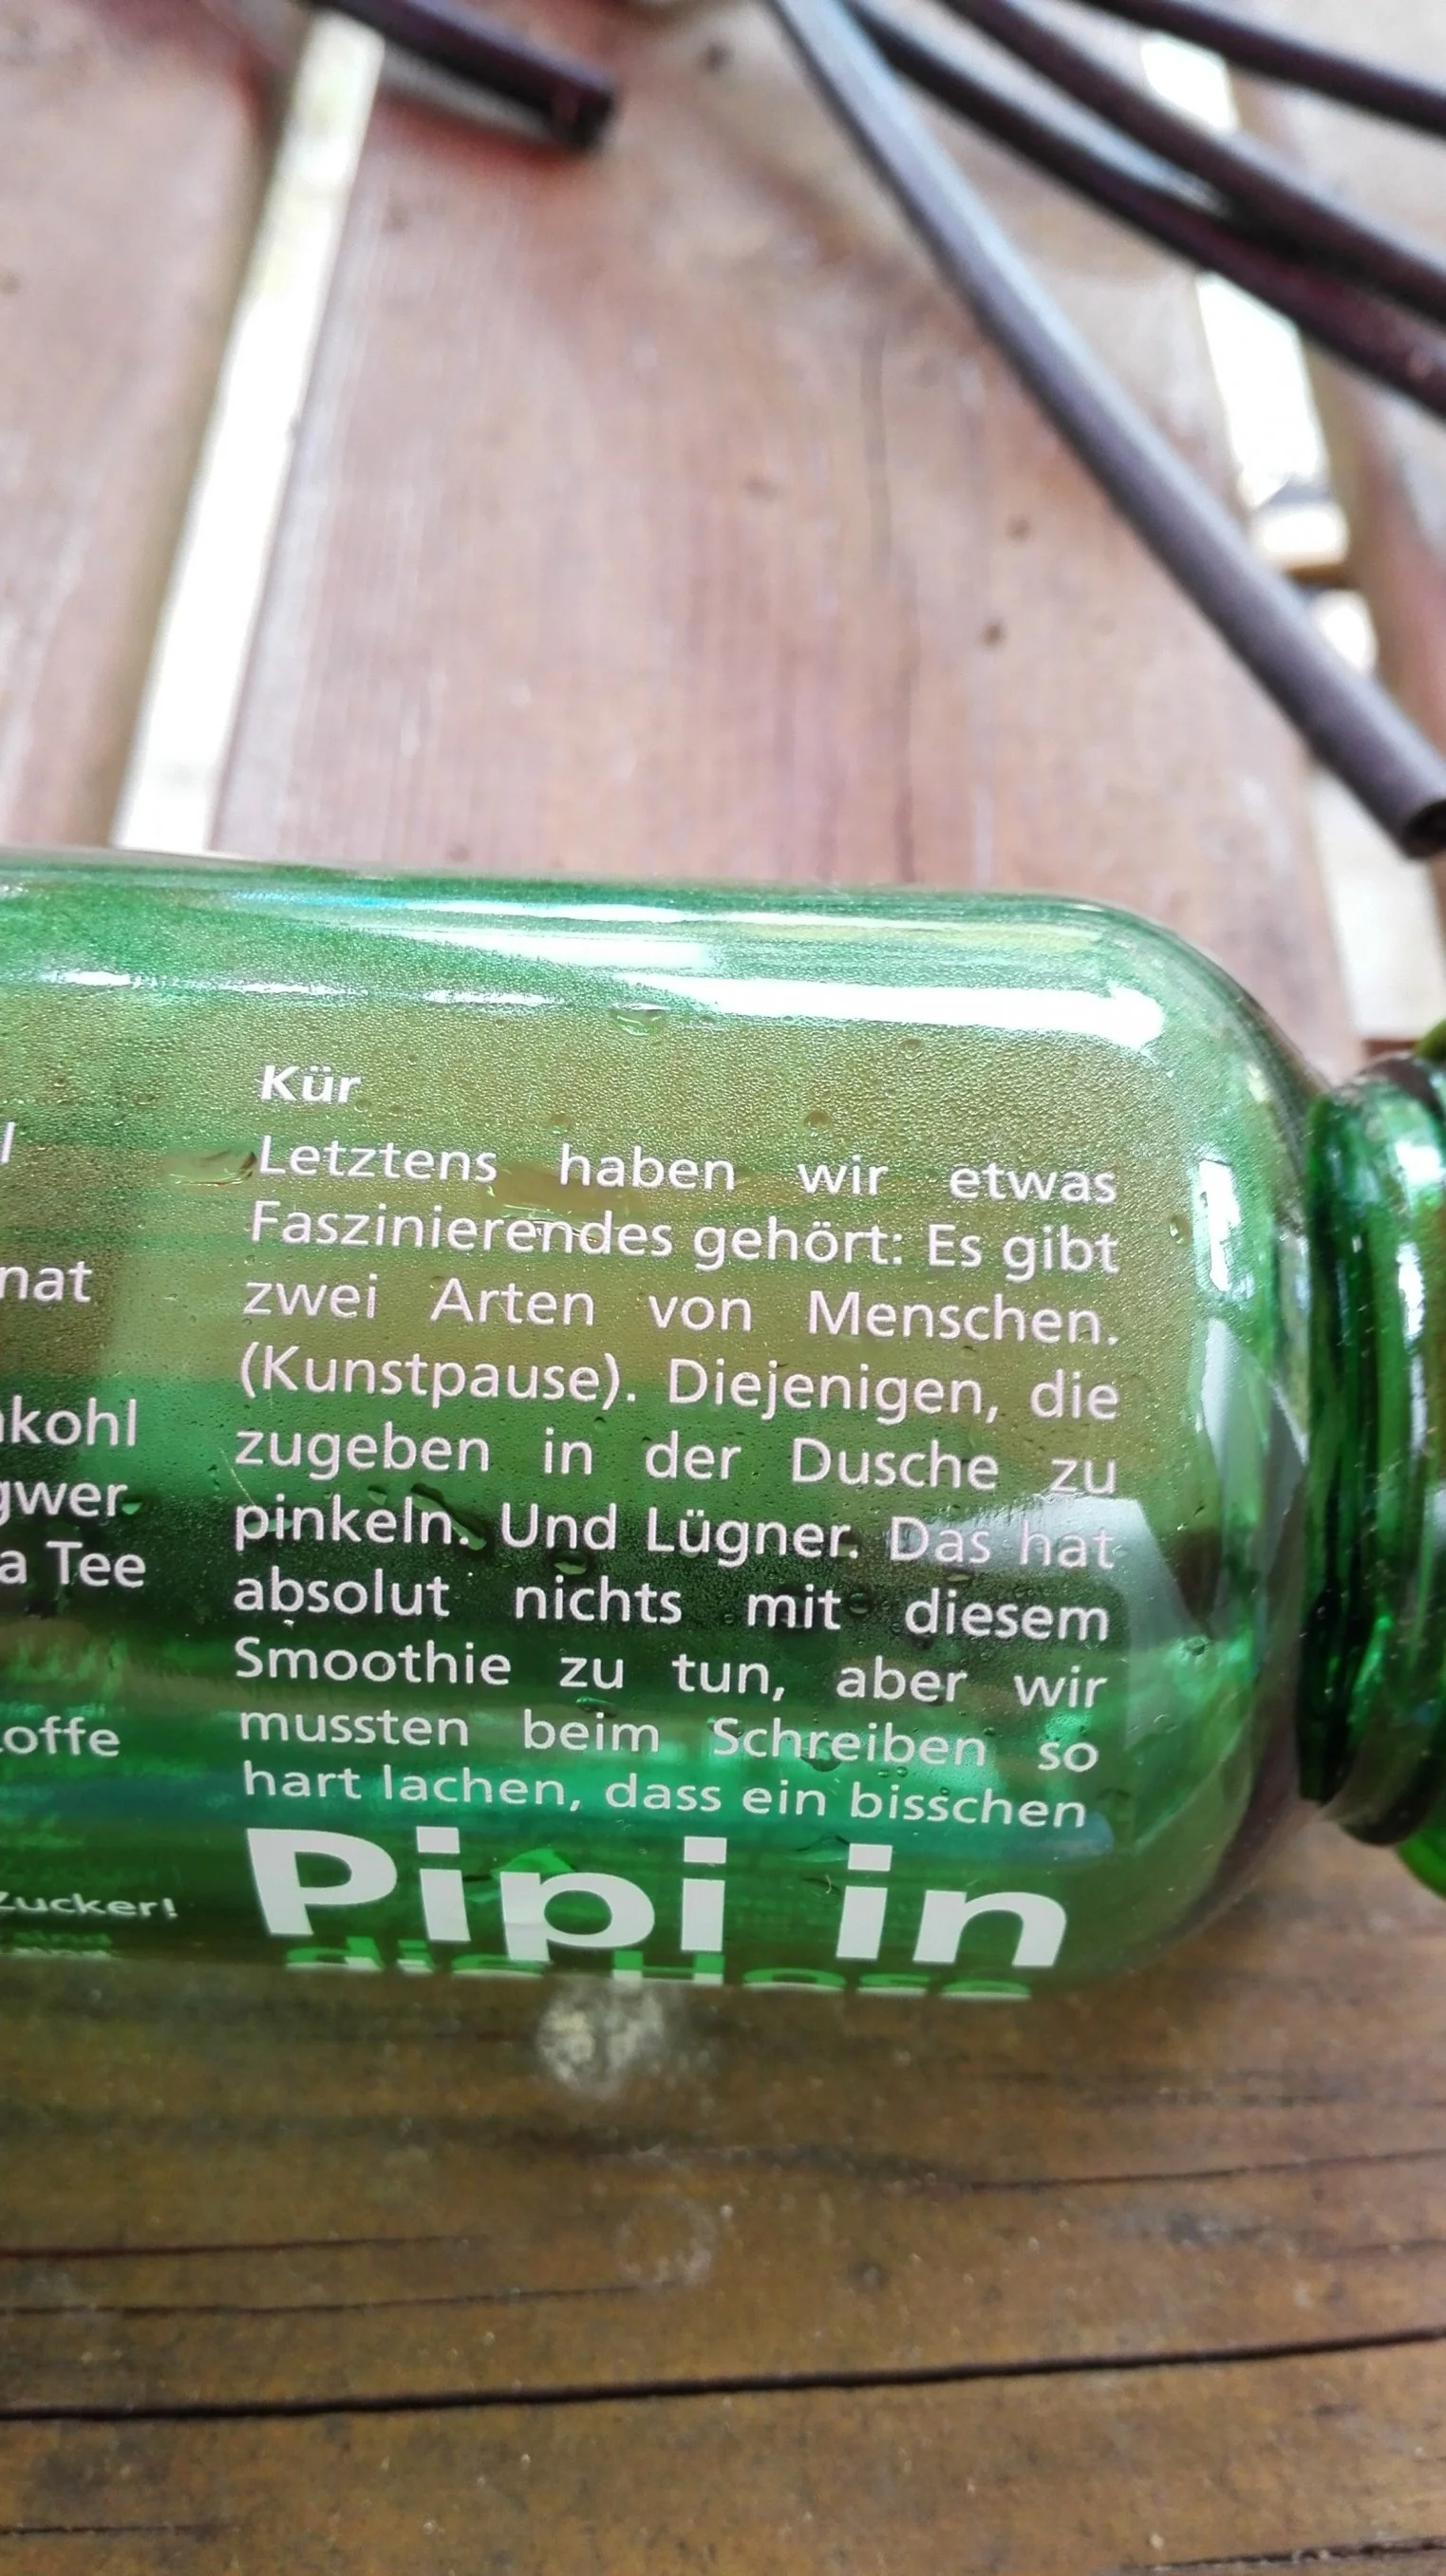 Kür
Letztens haben wir etwas
Faszinierendes gehört: Es gibt
zwei Arten von Menschen.
(Kunstpause). Diejenigen, die
zugeben in der Dusche zu
pinkeln. Und Lügner. Das hat
absolut nichts mit diesem
Smoothie zu tun, aber wir
mussten beim Schreiben so
hart lachen, dass ein bisschen
Pipi in
die Hose
l
nat
kohl
gwer
a Tee
offe
Zucker!